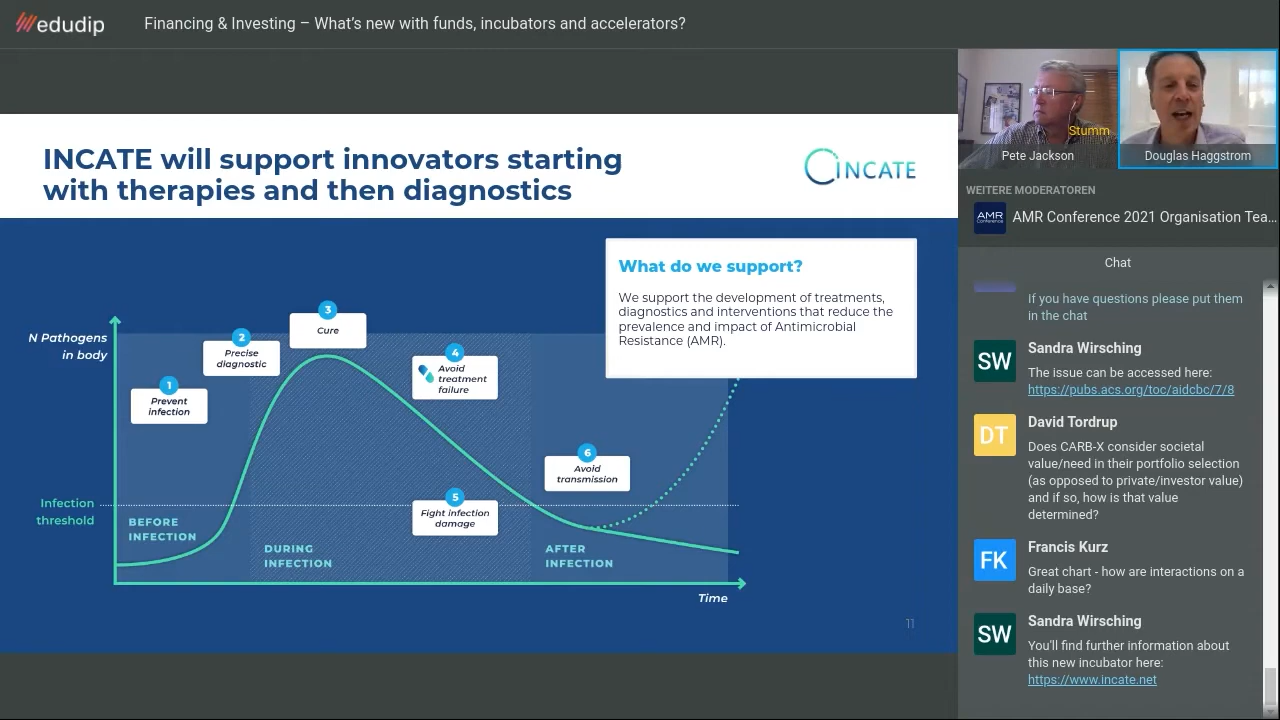 edudip
Financing & Investing – What's new with funds, incubators and accelerators?
INCATE will support innovators starting
with therapies and then diagnostics
INCATE
What do we support?
We support the development of treatments,
diagnostics and interventions that reduce the
prevalence and impact of Antimicrobial
Resistance (AMR).
N Pathogens
in body
1
Prevent
infection
2
Precise
diagnostic
3
Cure
4
Avoid
treatment
failure
5
Fight infection
damage
6
Avoid
transmission
Infection
threshold
BEFORE
INFECTION
DURING
INFECTION
AFTER
INFECTION
Time
11
Stumm
Pete Jackson
Douglas Haggstrom
WEITERE MODERATOREN
AMR
Conference
AMR Conference 2021 Organisation Tea...
Chat
If you have questions please put them
in the chat
SW
Sandra Wirsching
The issue can be accessed here:
https://pubs.acs.org/toc/aidcbc/7/8
DT
David Tordrup
Does CARB-X consider societal
value/need in their portfolio selection
(as opposed to private/investor value)
and if so, how is that value
determined?
FK
Francis Kurz
Great chart - how are interactions on a
daily base?
SW
Sandra Wirsching
You'll find further information about
this new incubator here:
https://www.incate.net